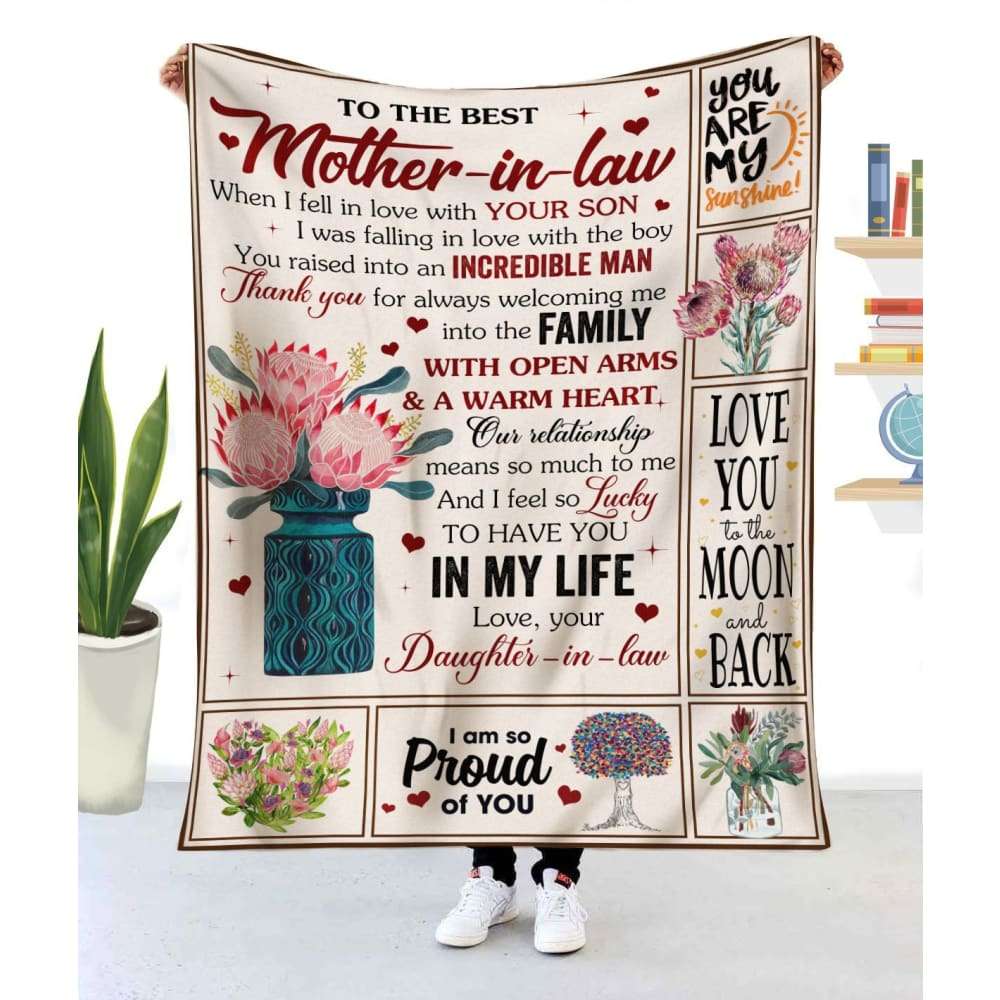 TO THE BEST
Mother-in-law
When I fell in love with YOUR SON
I was falling in love with the boy
You raised into an INCREDIBLE MAN
Thank you for always welcoming me
into the FAMILY
WITH OPEN ARMS
& A WARM HEART
Our relationship
means so much to me
And I feel so Lucky
TO HAVE YOU
IN MY LIFE
Love, your
Daughter-in-law
you
ARE
MY
sunshine!
LOVE
YOU
to the
MOON
and
BACK
I am so
Proud
of YOU